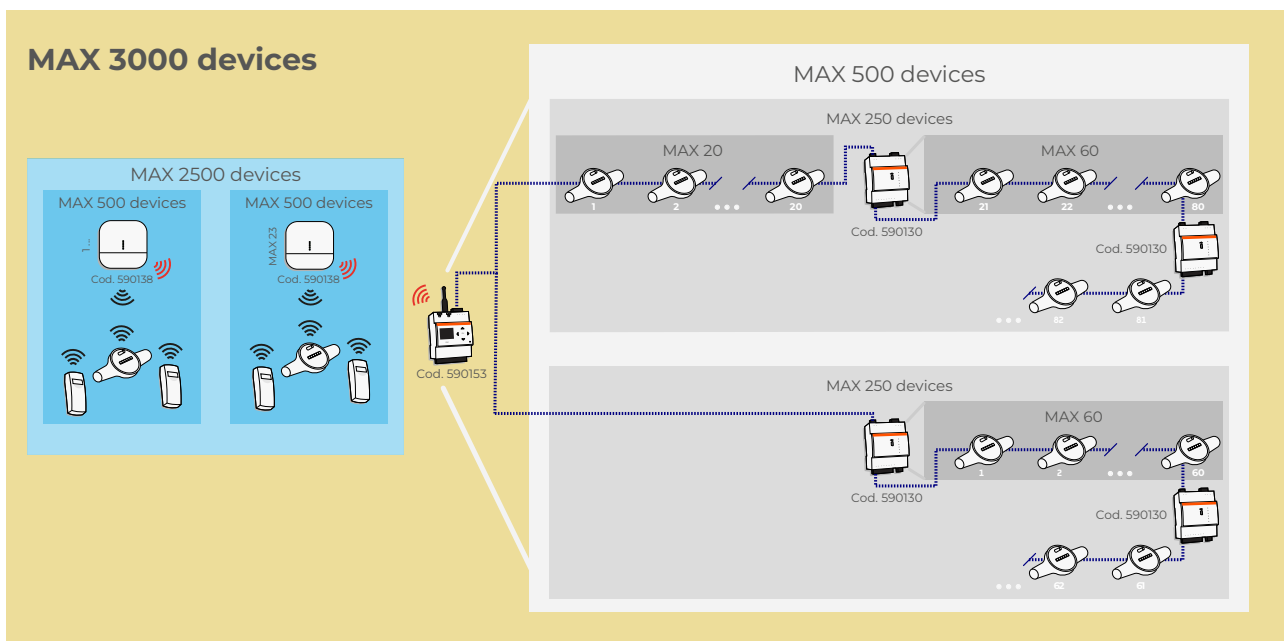 MAX 3000 devices
MAX 2500 devices
MAX 500 devices
1 ...
Cod. 590138
MAX 500 devices
MAX 23
Cod. 590138
Cod. 590153
MAX 500 devices
MAX 250 devices
MAX 20
1
2
20
Cod. 590130
MAX 60
21
22
80
Cod. 590130
62
81
MAX 250 devices
Cod. 590130
MAX 60
1
2
60
Cod. 590130
62
61